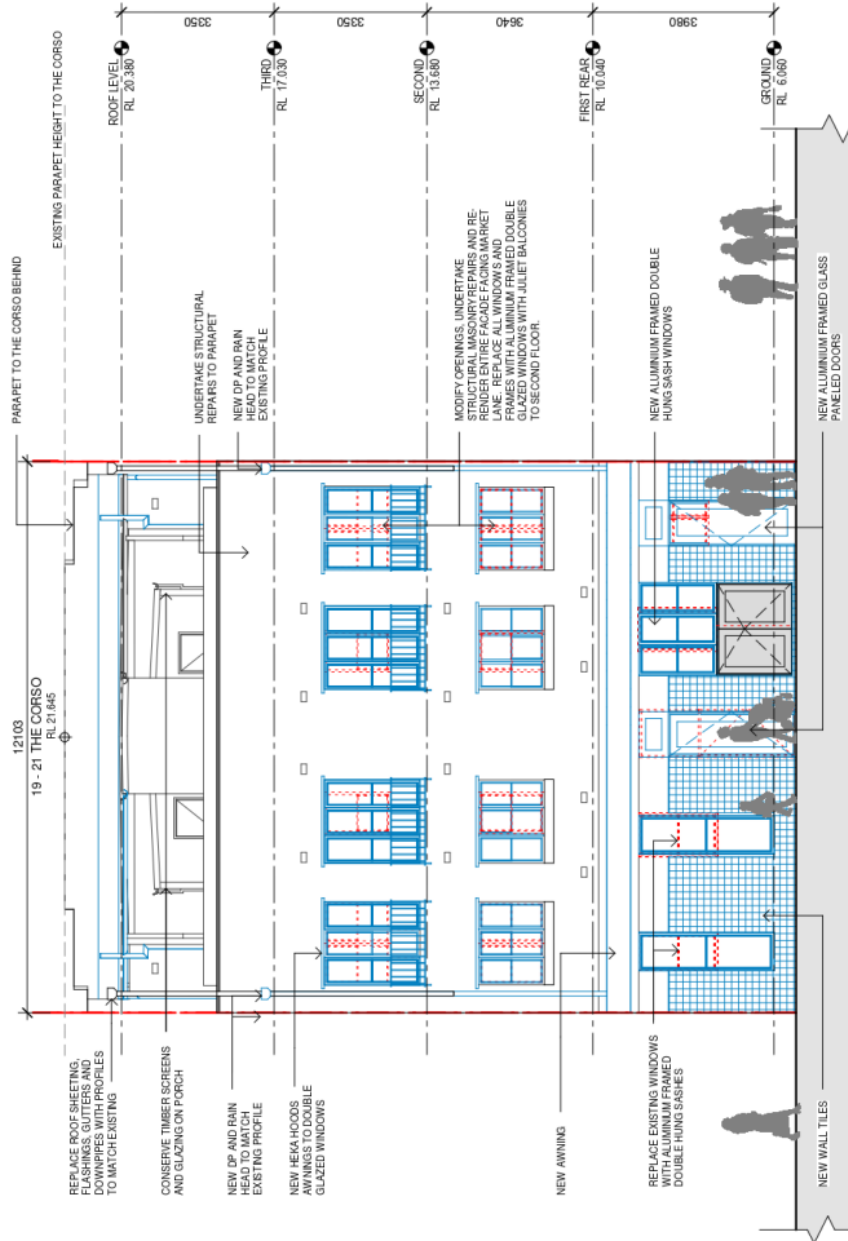 PARAPET TO THE CORSO BEHIND
EXISTING PARAPET HEIGHT TO THE CORSO
12103
19 - 21 THE CORSO
RL 21.645
ROOF LEVEL
RL 20.380
3350
THIRD
RL 17.030
3350
SECOND
RL 13.680
3640
FIRST REAR
RL 10.040
3980
GROUND
RL 6.060
REPLACE ROOF SHEETING,
FLASHINGS, GUTTERS AND
DOWNPIPES WITH PROFILES
TO MATCH EXISTING
CONSERVE TIMBER SCREENS
AND GLAZING ON PORCH
NEW DP AND RAIN
HEAD TO MATCH
EXISTING PROFILE
NEW HEKA HOODS
AWNINGS TO DOUBLE
GLAZED WINDOWS
NEW AWNING
REPLACE EXISTING WINDOWS
WITH ALUMINIUM FRAMED
DOUBLE HUNG SASHES
NEW WALL TILES
UNDERTAKE STRUCTURAL
REPAIRS TO PARAPET
NEW DP AND RAIN
HEAD TO MATCH
EXISTING PROFILE
MODIFY OPENINGS, UNDERTAKE
STRUCTURAL MASONRY REPAIRS AND RE-
RENDER ENTIRE FACADE FACING MARKET
LANE. REPLACE ALL WINDOWS AND
FRAMES WITH ALUMINIUM FRAMED DOUBLE
GLAZED WINDOWS WITH JULIET BALCONIES
TO SECOND FLOOR.
NEW ALUMINIUM FRAMED DOUBLE
HUNG SASH WINDOWS
NEW ALUMINIUM FRAMED GLASS
PANELED DOORS